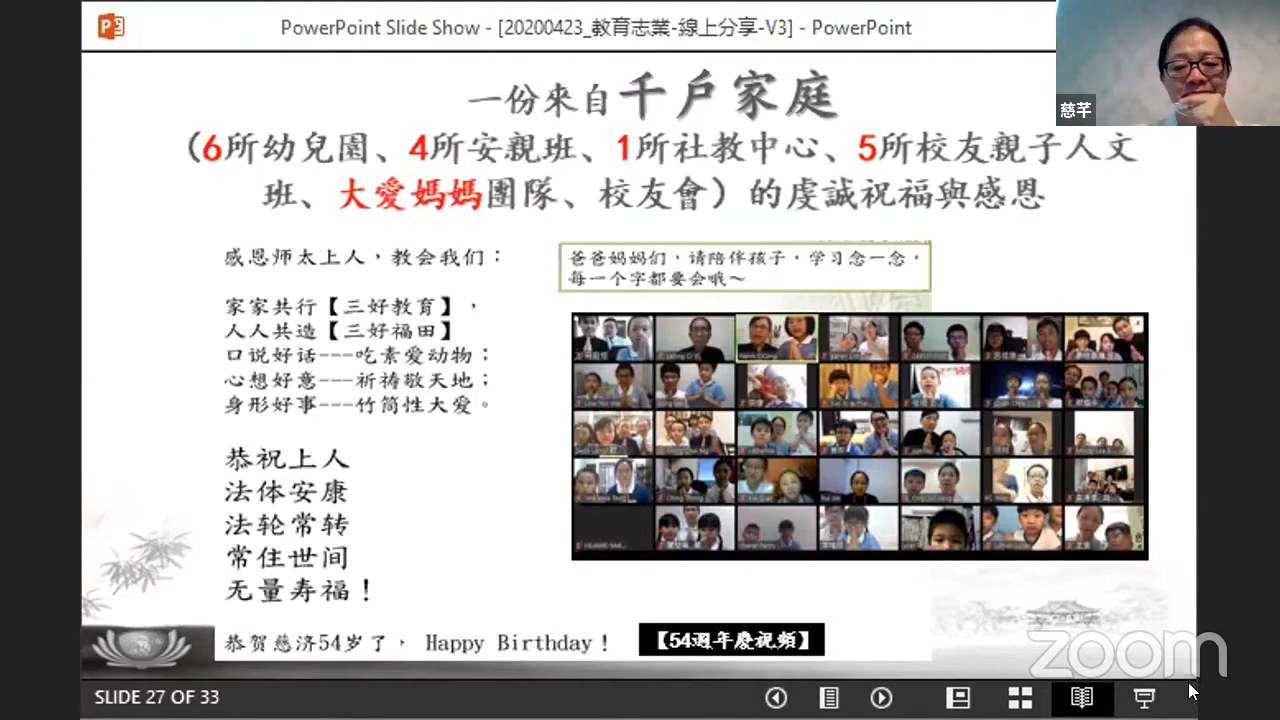 PowerPoint Slide Show - [20200423_教育志業-線上分享-V3] - PowerPoint
慈芊
一份來自千戶家庭
（6所幼兒園、4所安親班、1所社教中心、5所校友親子人文
班、大愛媽媽團隊、校友會）的虔誠祝福與感恩
感恩师太上人，教会我们：
爸爸妈妈们，请陪伴孩子，学习念一念，
每一个字都要会哦～
家家共行【三好教育】，
人人共造【三好福田】
口说好话---吃素爱动物；
心想好意---祈祷敬天地；
身形好事---竹筒性大爱。
恭祝上人
法体安康
法轮常转
常住世间
无量寿福！
恭贺慈济54岁了， Happy Birthday！
【54週年慶視頻】
zoom
SLIDE 27 OF 33